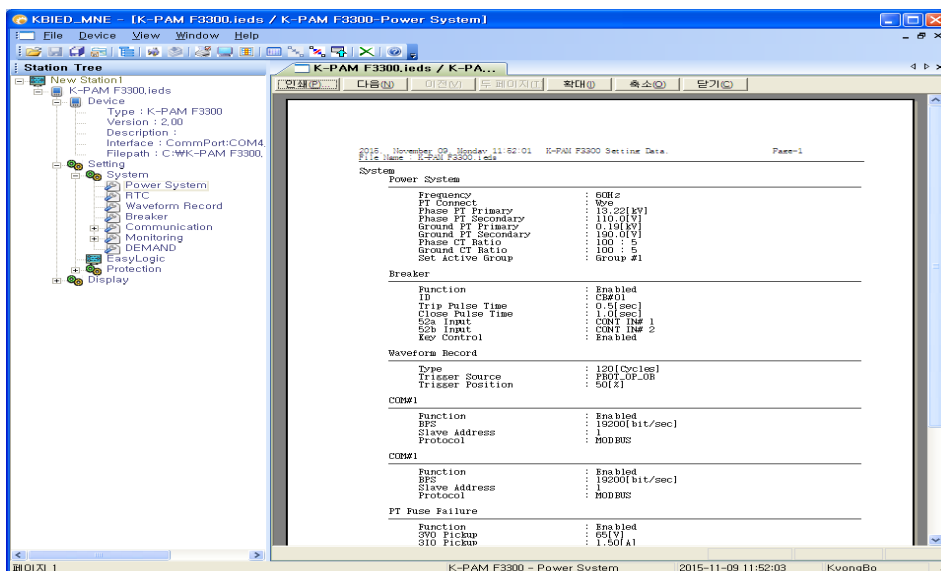 KBIED_MNE - [K-PAM F3300.ieds / K-PAM F3300-Power System]
File Device View Window Help
Station Tree
K-PAM F3300.ieds / K-PA...
New Station1
K-PAM F3300.ieds
Device
Type : K-PAM F3300
Version : 2.00
Description :
Interface : CommPort:COM4,
Filepath : C:₩K-PAM F3300,
Setting
System
Power System
RTC
Waveform Record
Breaker
Communication
Monitoring
DEMAND
EasyLogic
Protection
Display
인쇄(P)... 다음(N) 이전(V) 두 페이지(T) 확대(I) 축소(O) 닫기(C)
2015. November 09, Monday 11:52:01 K-PAM F3300 Setting Data. Page-1
File Name : K-PAM F3300.ieds
System
Power System
Frequency : 60Hz
PT Connect : Wye
Phase PT Primary : 13.22[kV]
Phase PT Secondary : 110.0[V]
Ground PT Primary : 0.19[kV]
Ground PT Secondary : 190.0[V]
Phase CT Ratio : 100 : 5
Ground CT Ratio : 100 : 5
Set Active Group : Group #1
Breaker
Function : Enabled
ID : CB#01
Trip Pulse Time : 0.5[sec]
Close Pulse Time : 1.0[sec]
52a Input : CONT IN# 1
52b Input : CONT IN# 2
Key Control : Enabled
Waveform Record
Type : 120[Cycles]
Trigger Source : PROT_OP_OR
Trigger Position : 50[%]
COM#1
Function : Enabled
BPS : 19200[bit/sec]
Slave Address : 1
Protocol : MODBUS
COM#1
Function : Enabled
BPS : 19200[bit/sec]
Slave Address : 1
Protocol : MODBUS
PT Fuse Failure
Function : Enabled
3V0 Pickup : 65[V]
3I0 Pickup : 1.50[A]
페이지 1
K-PAM F3300 - Power System 2015-11-09 11:52:03 KyongBo